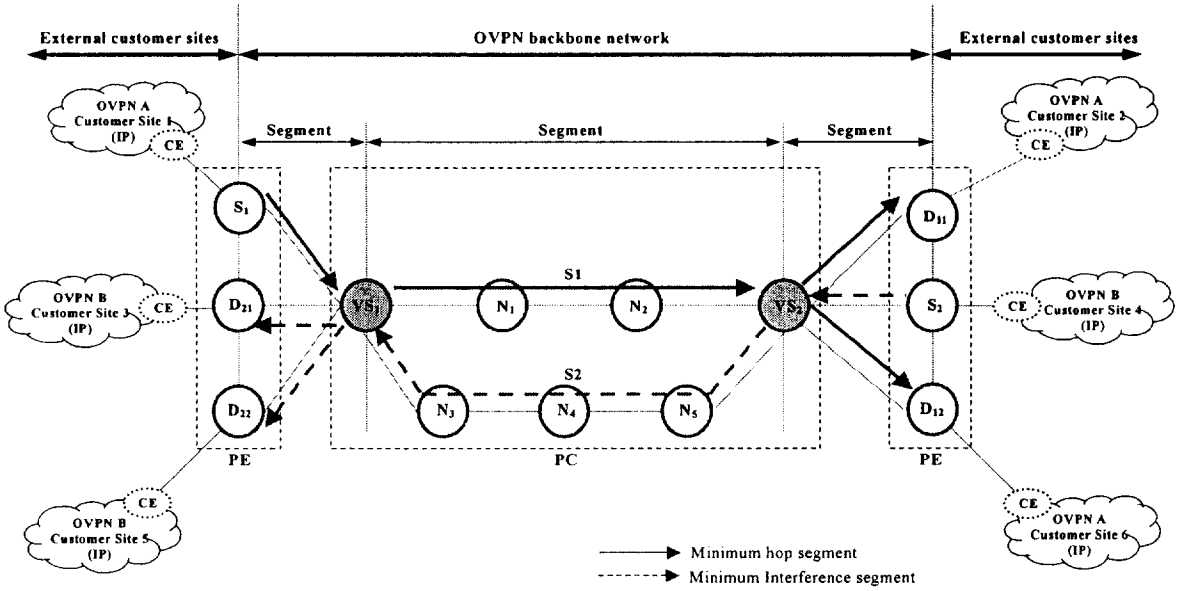 External customer sites
OVPN backbone network
External customer sites
OVPN A
Customer Site 1
(IP)
CE
OVPN A
Customer Site 2
(IP)
CE
Segment
Segment
Segment
S1
D11
OVPN B
Customer Site 3
(IP)
CE
D21
VS1
N1
S1
N2
VS2
S2
CE
OVPN B
Customer Site 4
(IP)
D22
N3
S2
N4
N5
D12
PE
PC
PE
CE
OVPN B
Customer Site 5
(IP)
CE
OVPN A
Customer Site 6
(IP)
Minimum hop segment
Minimum Interference segment